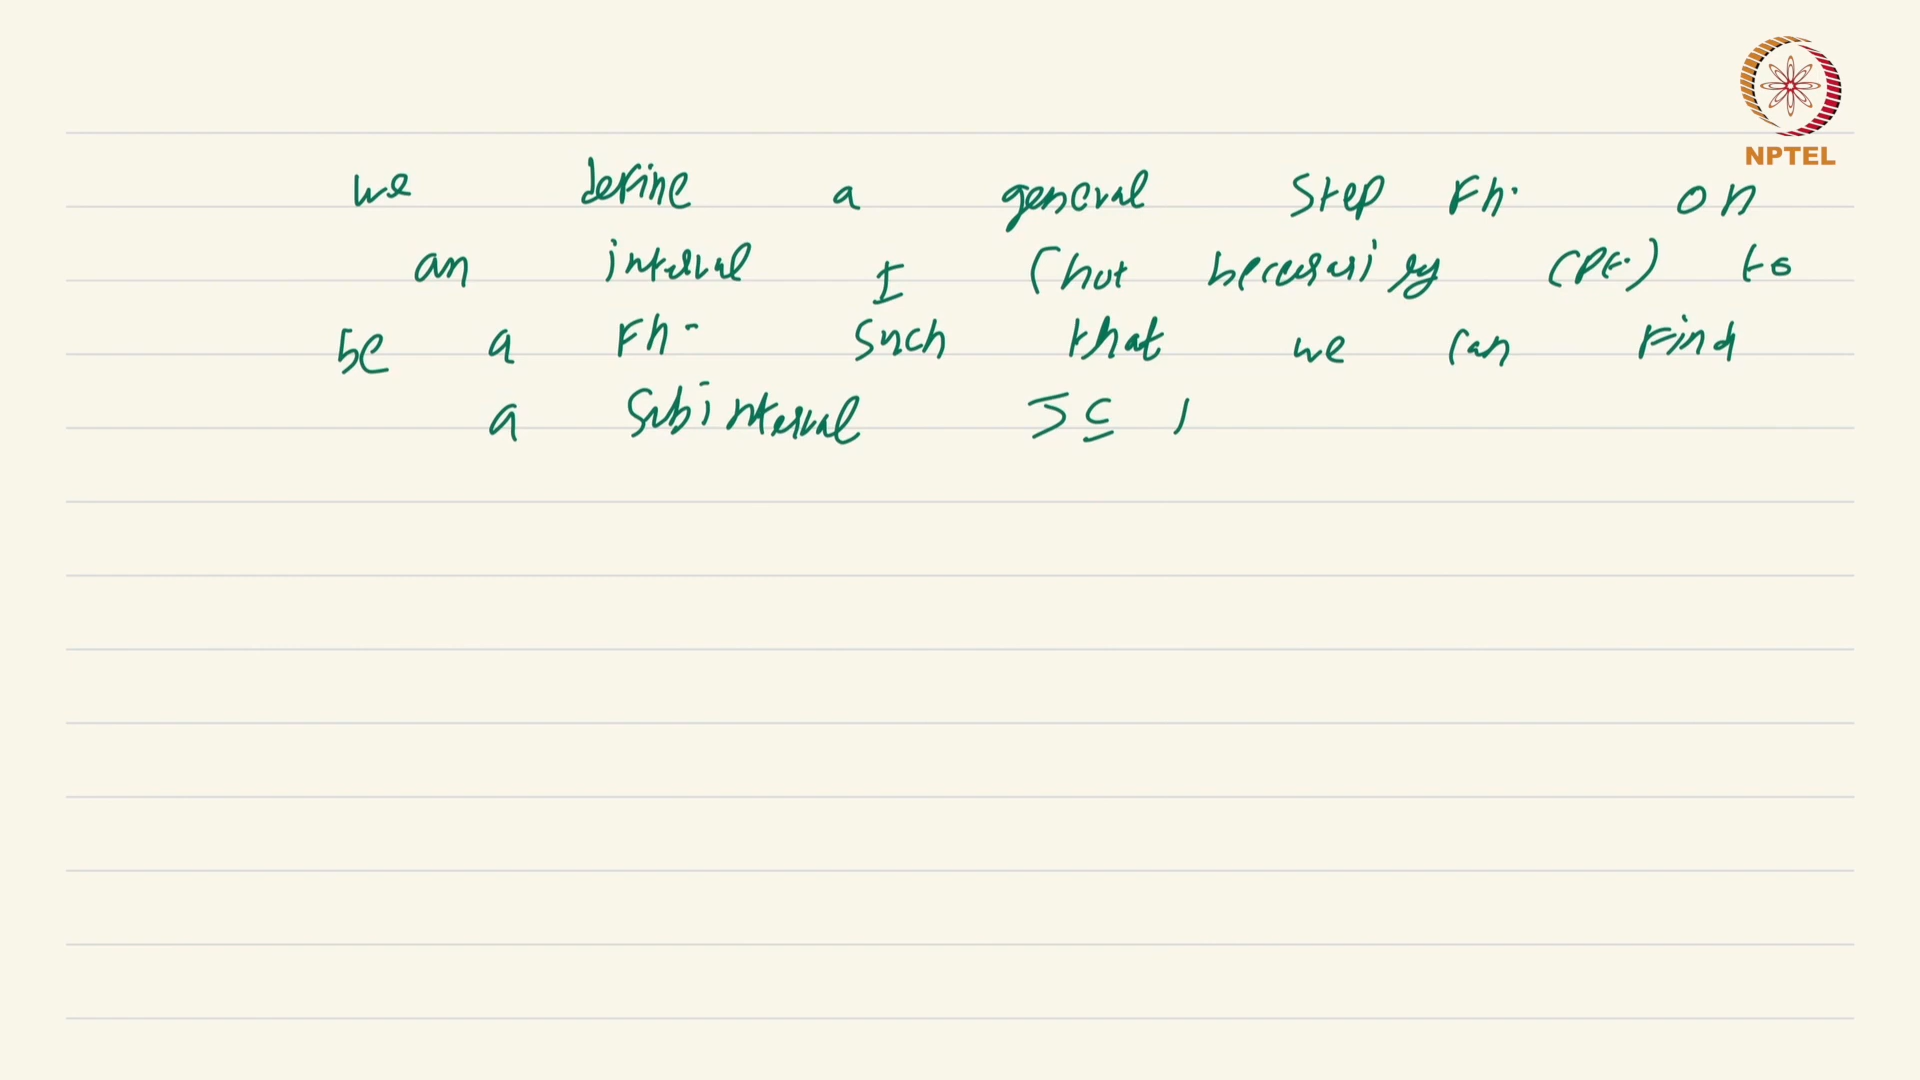 NPTEL
we define a general step Fn. on
an interval I (not necessarily cpt.) to
be a Fn. such that we can find
a subinterval J ⊆ I